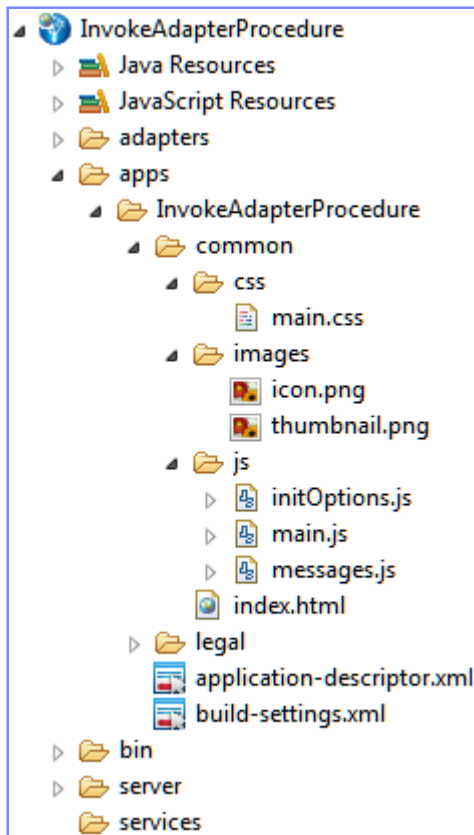 InvokeAdapterProcedure
Java Resources
JavaScript Resources
adapters
apps
InvokeAdapterProcedure
common
css
main.css
images
icon.png
thumbnail.png
js
initOptions.js
main.js
messages.js
index.html
legal
application-descriptor.xml
build-settings.xml
bin
server
services